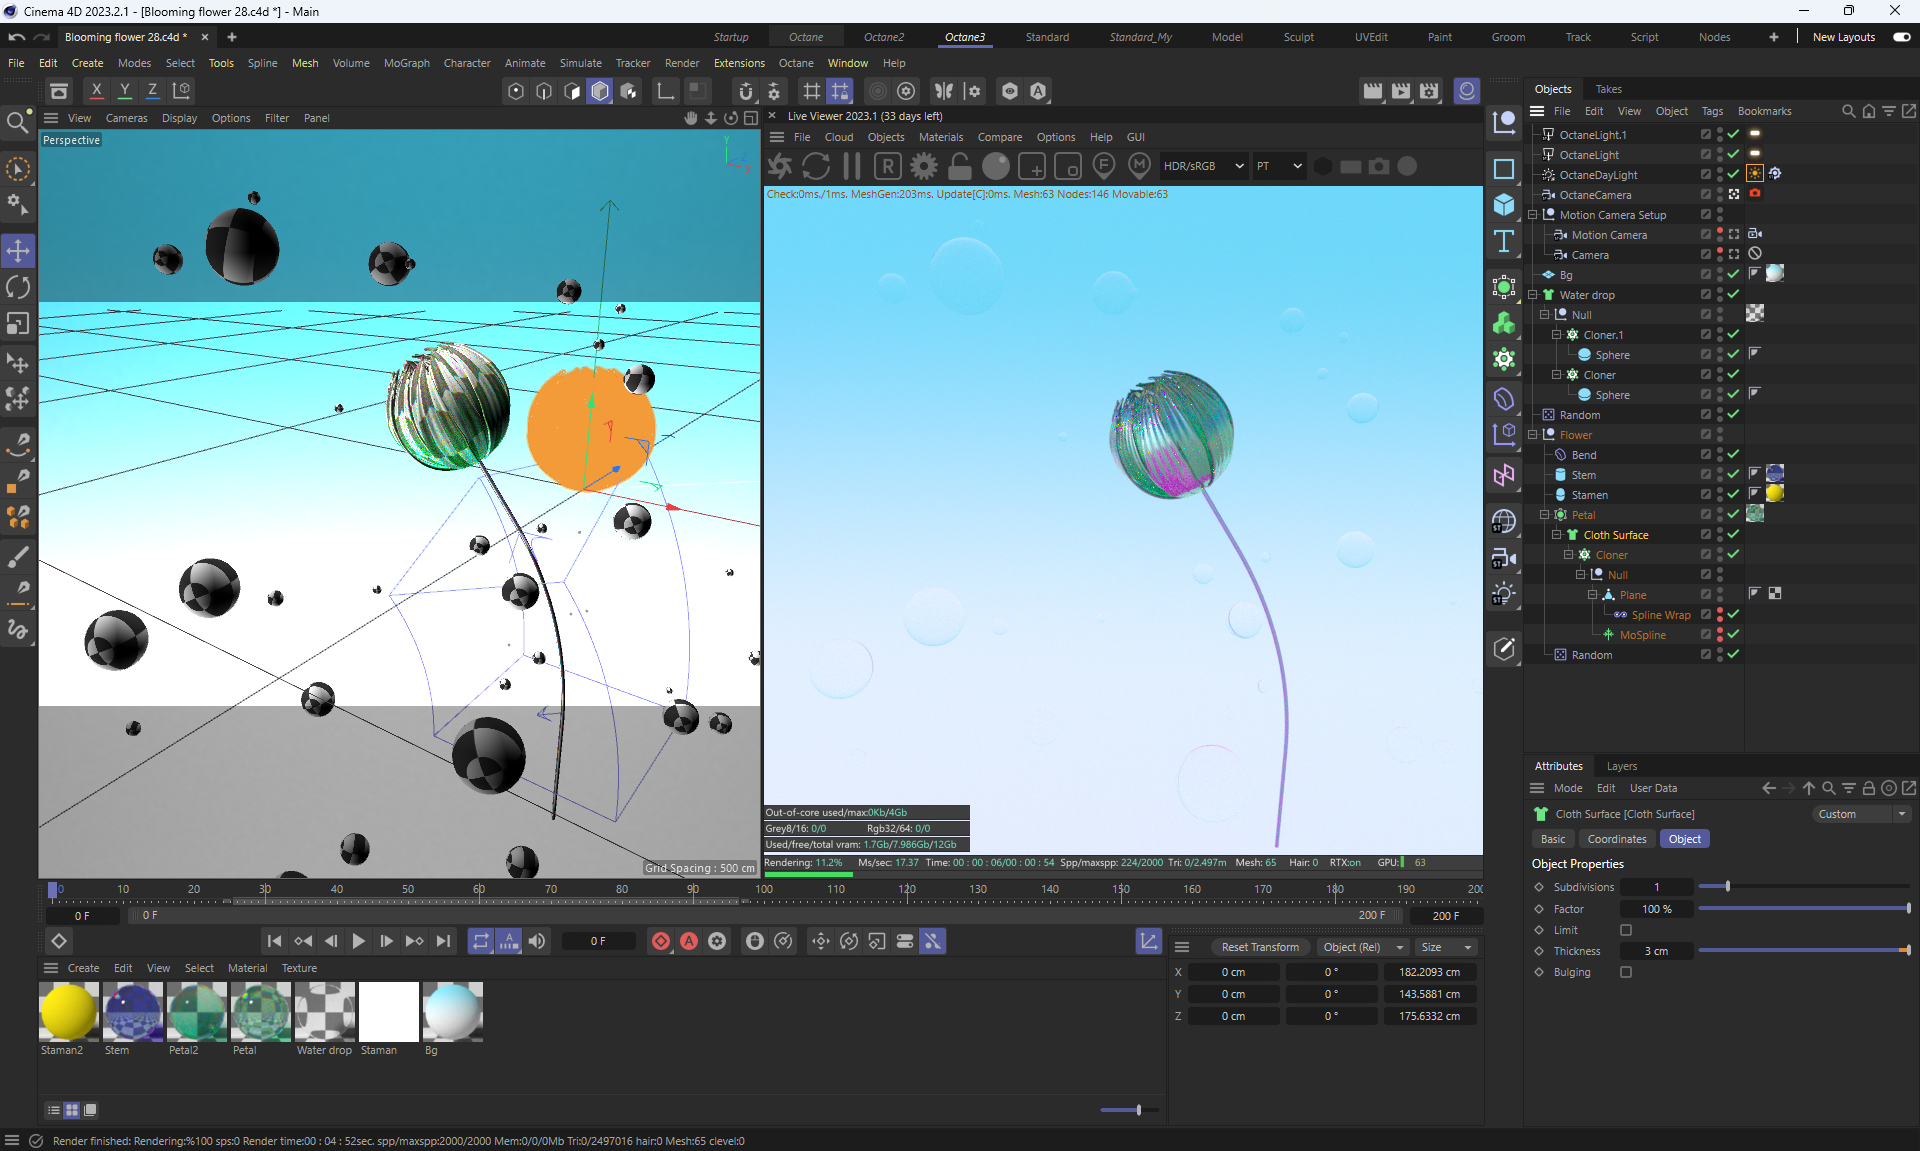 Cinema 4D 2023.2.1 - [Blooming flower 28.c4d *] - Main
Blooming flower 28.c4d * × +
Startup Octane Octane2 Octane3 Standard Standard_My Model Sculpt UVEdit Paint Groom Track Script Nodes + New Layouts
File Edit Create Modes Select Tools Spline Mesh Volume MoGraph Character Animate Simulate Tracker Render Extensions Octane Window Help
X Y Z
View Cameras Display Options Filter Panel
Perspective
Grid Spacing : 500 cm
Live Viewer 2023.1 (33 days left)
File Cloud Objects Materials Compare Options Help GUI
HDR/sRGB PT
Check:0ms./1ms. MeshGen:203ms. Update[C]:0ms. Mesh:63 Nodes:146 Movable:63
Out-of-core used/max:0Kb/4Gb
Grey8/16: 0/0 Rgb32/64: 0/0
Used/free/total vram: 1.7Gb/7.986Gb/12Gb
Rendering: 11.2% Ms/sec: 17.37 Time: 00 : 00 : 06/00 : 00 : 54 Spp/maxspp: 224/2000 Tri: 0/2.497m Mesh: 65 Hair: 0 RTX:on GPU: 63
Objects Takes
File Edit View Object Tags Bookmarks
OctaneLight.1
OctaneLight
OctaneDayLight
OctaneCamera
Motion Camera Setup
Motion Camera
Camera
Bg
Water drop
Null
Cloner.1
Sphere
Cloner
Sphere
Random
Flower
Bend
Stem
Stamen
Petal
Cloth Surface
Cloner
Null
Plane
Spline Wrap
MoSpline
Random
Attributes Layers
Mode Edit User Data
Cloth Surface [Cloth Surface] Custom
Basic Coordinates Object
Object Properties
Subdivisions 1
Factor 100 %
Limit
Thickness 3 cm
Bulging
0 10 20 30 40 50 60 70 80 90 100 110 120 130 140 150 160 170 180 190 200
0 F 0 F 200 F 200 F
0 F
Reset Transform Object (Rel) Size
X 0 cm 0 ° 182.2093 cm
Y 0 cm 0 ° 143.5881 cm
Z 0 cm 0 ° 175.6332 cm
Create Edit View Select Material Texture
Staman2 Stem Petal2 Petal Water drop Staman Bg
Render finished: Rendering:%100 sps:0 Render time:00 : 04 : 52sec. spp/maxspp:2000/2000 Mem:0/0/0Mb Tri:0/2497016 hair:0 Mesh:65 clevel:0